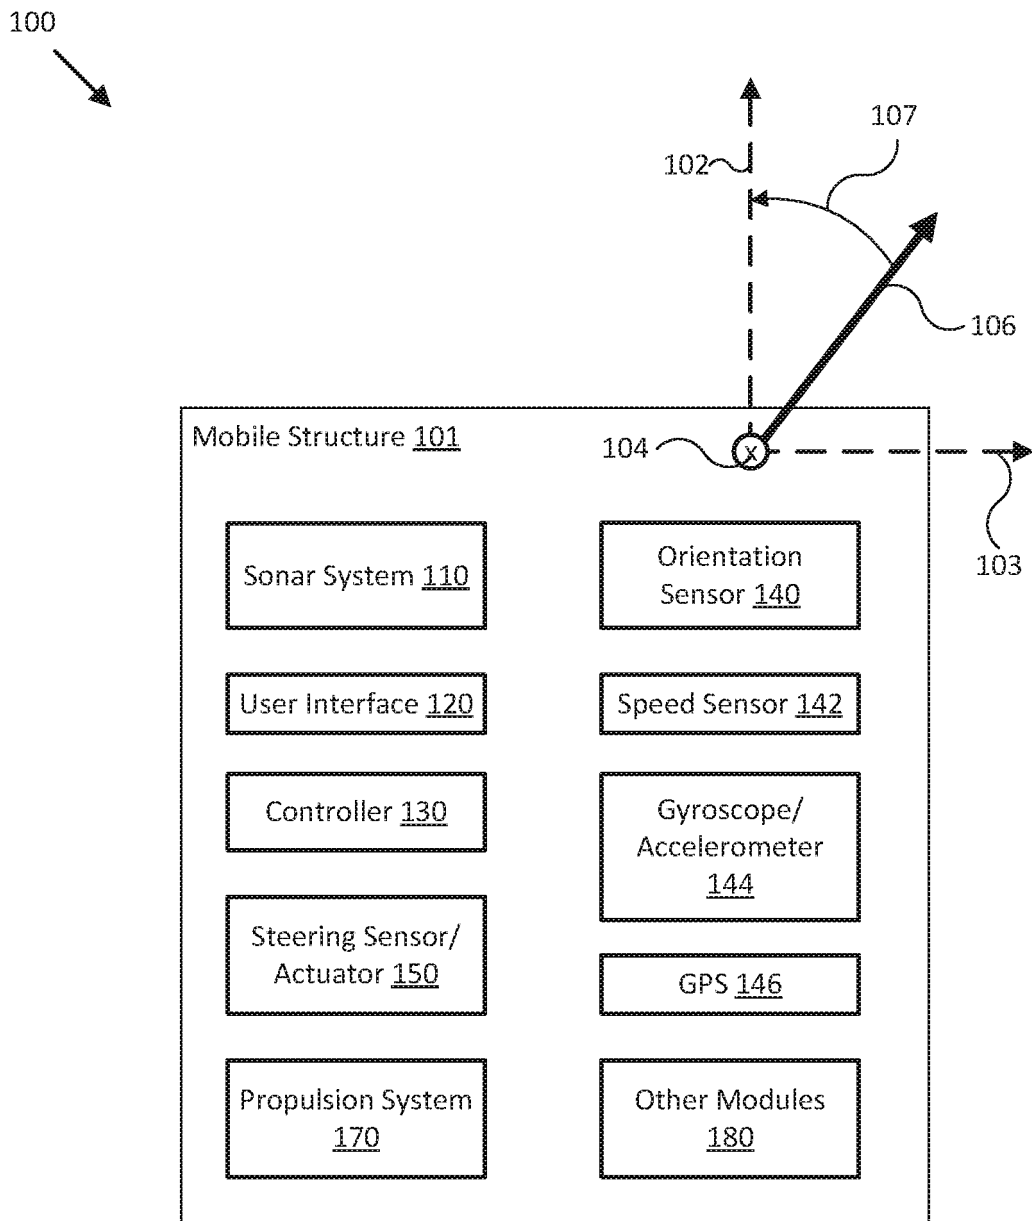 100
107
102
106
Mobile Structure 101
104
x
103
Sonar System 110
Orientation
Sensor 140
User Interface 120
Speed Sensor 142
Controller 130
Gyroscope/
Accelerometer
144
Steering Sensor/
Actuator 150
GPS 146
Propulsion System
170
Other Modules
180